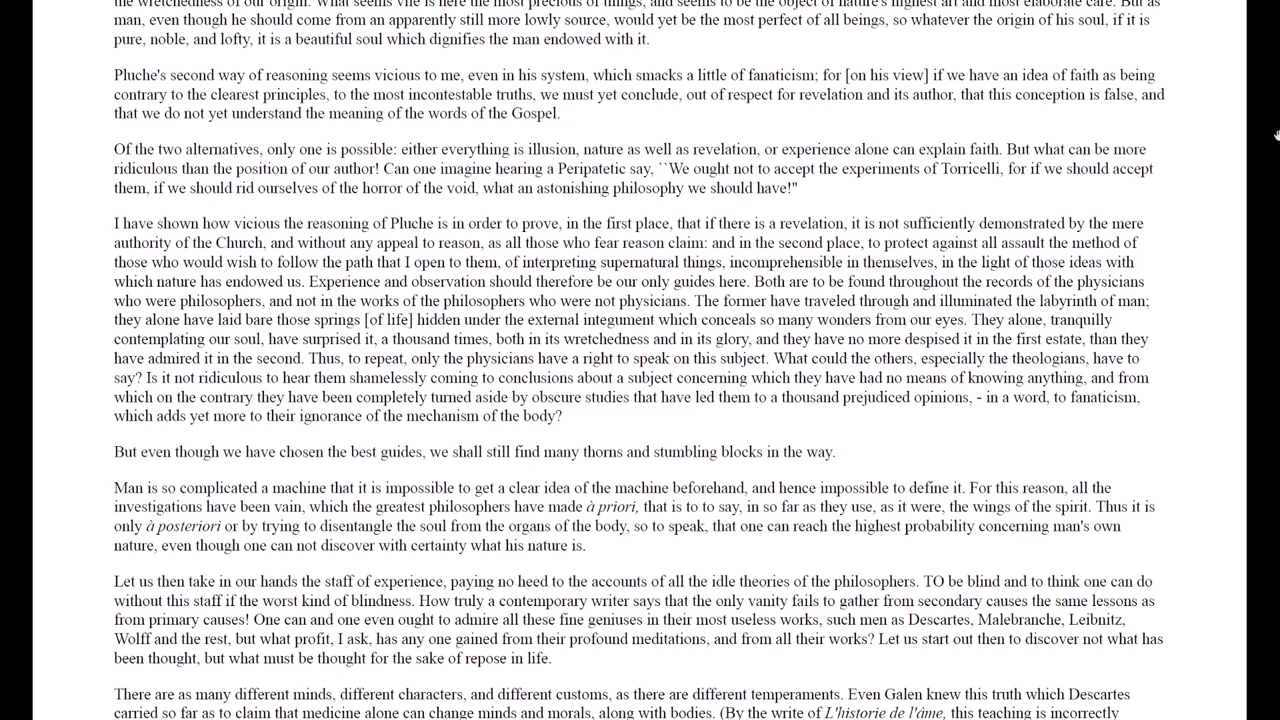 the wretchedness of our origin. What seems vile is here the most precious of things, and seems to be the object of nature's highest art and most elaborate care. But as
man, even though he should come from an apparently still more lowly source, would yet be the most perfect of all beings, so whatever the origin of his soul, if it is
pure, noble, and lofty, it is a beautiful soul which dignifies the man endowed with it.
Pluche's second way of reasoning seems vicious to me, even in his system, which smacks a little of fanaticism; for [on his view] if we have an idea of faith as being
contrary to the clearest principles, to the most incontestable truths, we must yet conclude, out of respect for revelation and its author, that this conception is false, and
that we do not yet understand the meaning of the words of the Gospel.
Of the two alternatives, only one is possible: either everything is illusion, nature as well as revelation, or experience alone can explain faith. But what can be more
ridiculous than the position of our author! Can one imagine hearing a Peripatetic say, ``We ought not to accept the experiments of Torricelli, for if we should accept
them, if we should rid ourselves of the horror of the void, what an astonishing philosophy we should have!"
I have shown how vicious the reasoning of Pluche is in order to prove, in the first place, that if there is a revelation, it is not sufficiently demonstrated by the mere
authority of the Church, and without any appeal to reason, as all those who fear reason claim: and in the second place, to protect against all assault the method of
those who would wish to follow the path that I open to them, of interpreting supernatural things, incomprehensible in themselves, in the light of those ideas with
which nature has endowed us. Experience and observation should therefore be our only guides here. Both are to be found throughout the records of the physicians
who were philosophers, and not in the works of the philosophers who were not physicians. The former have traveled through and illuminated the labyrinth of man;
they alone have laid bare those springs [of life] hidden under the external integument which conceals so many wonders from our eyes. They alone, tranquilly
contemplating our soul, have surprised it, a thousand times, both in its wretchedness and in its glory, and they have no more despised it in the first estate, than they
have admired it in the second. Thus, to repeat, only the physicians have a right to speak on this subject. What could the others, especially the theologians, have to
say? Is it not ridiculous to hear them shamelessly coming to conclusions about a subject concerning which they have had no means of knowing anything, and from
which on the contrary they have been completely turned aside by obscure studies that have led them to a thousand prejudiced opinions, - in a word, to fanaticism,
which adds yet more to their ignorance of the mechanism of the body?
But even though we have chosen the best guides, we shall still find many thorns and stumbling blocks in the way.
Man is so complicated a machine that it is impossible to get a clear idea of the machine beforehand, and hence impossible to define it. For this reason, all the
investigations have been vain, which the greatest philosophers have made à priori, that is to to say, in so far as they use, as it were, the wings of the spirit. Thus it is
only à posteriori or by trying to disentangle the soul from the organs of the body, so to speak, that one can reach the highest probability concerning man's own
nature, even though one can not discover with certainty what his nature is.
Let us then take in our hands the staff of experience, paying no heed to the accounts of all the idle theories of the philosophers. TO be blind and to think one can do
without this staff if the worst kind of blindness. How truly a contemporary writer says that the only vanity fails to gather from secondary causes the same lessons as
from primary causes! One can and one even ought to admire all these fine geniuses in their most useless works, such men as Descartes, Malebranche, Leibnitz,
Wolff and the rest, but what profit, I ask, has any one gained from their profound meditations, and from all their works? Let us start out then to discover not what has
been thought, but what must be thought for the sake of repose in life.
There are as many different minds, different characters, and different customs, as there are different temperaments. Even Galen knew this truth which Descartes
carried so far as to claim that medicine alone can change minds and morals, along with bodies. (By the write of L'historie de l'âme, this teaching is incorrectly